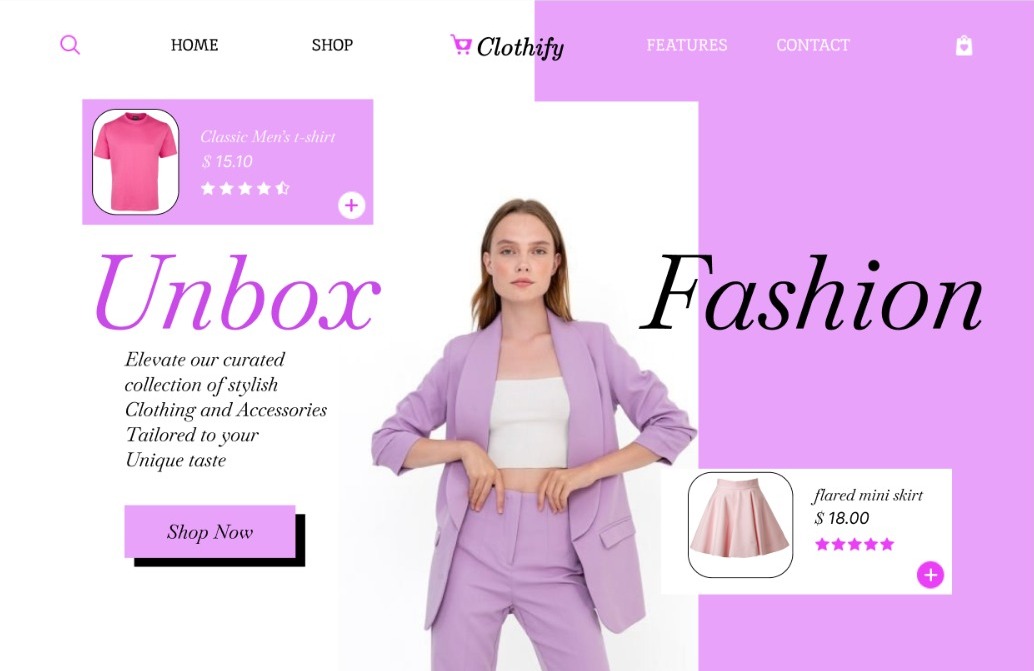 HOME
SHOP
Clothify
FEATURES
CONTACT
Classic Men's t-shirt
$ 15.10
Unbox
Fashion
Elevate our curated
collection of stylish
Clothing and Accessories
Tailored to your
Unique taste
Shop Now
flared mini skirt
$ 18.00